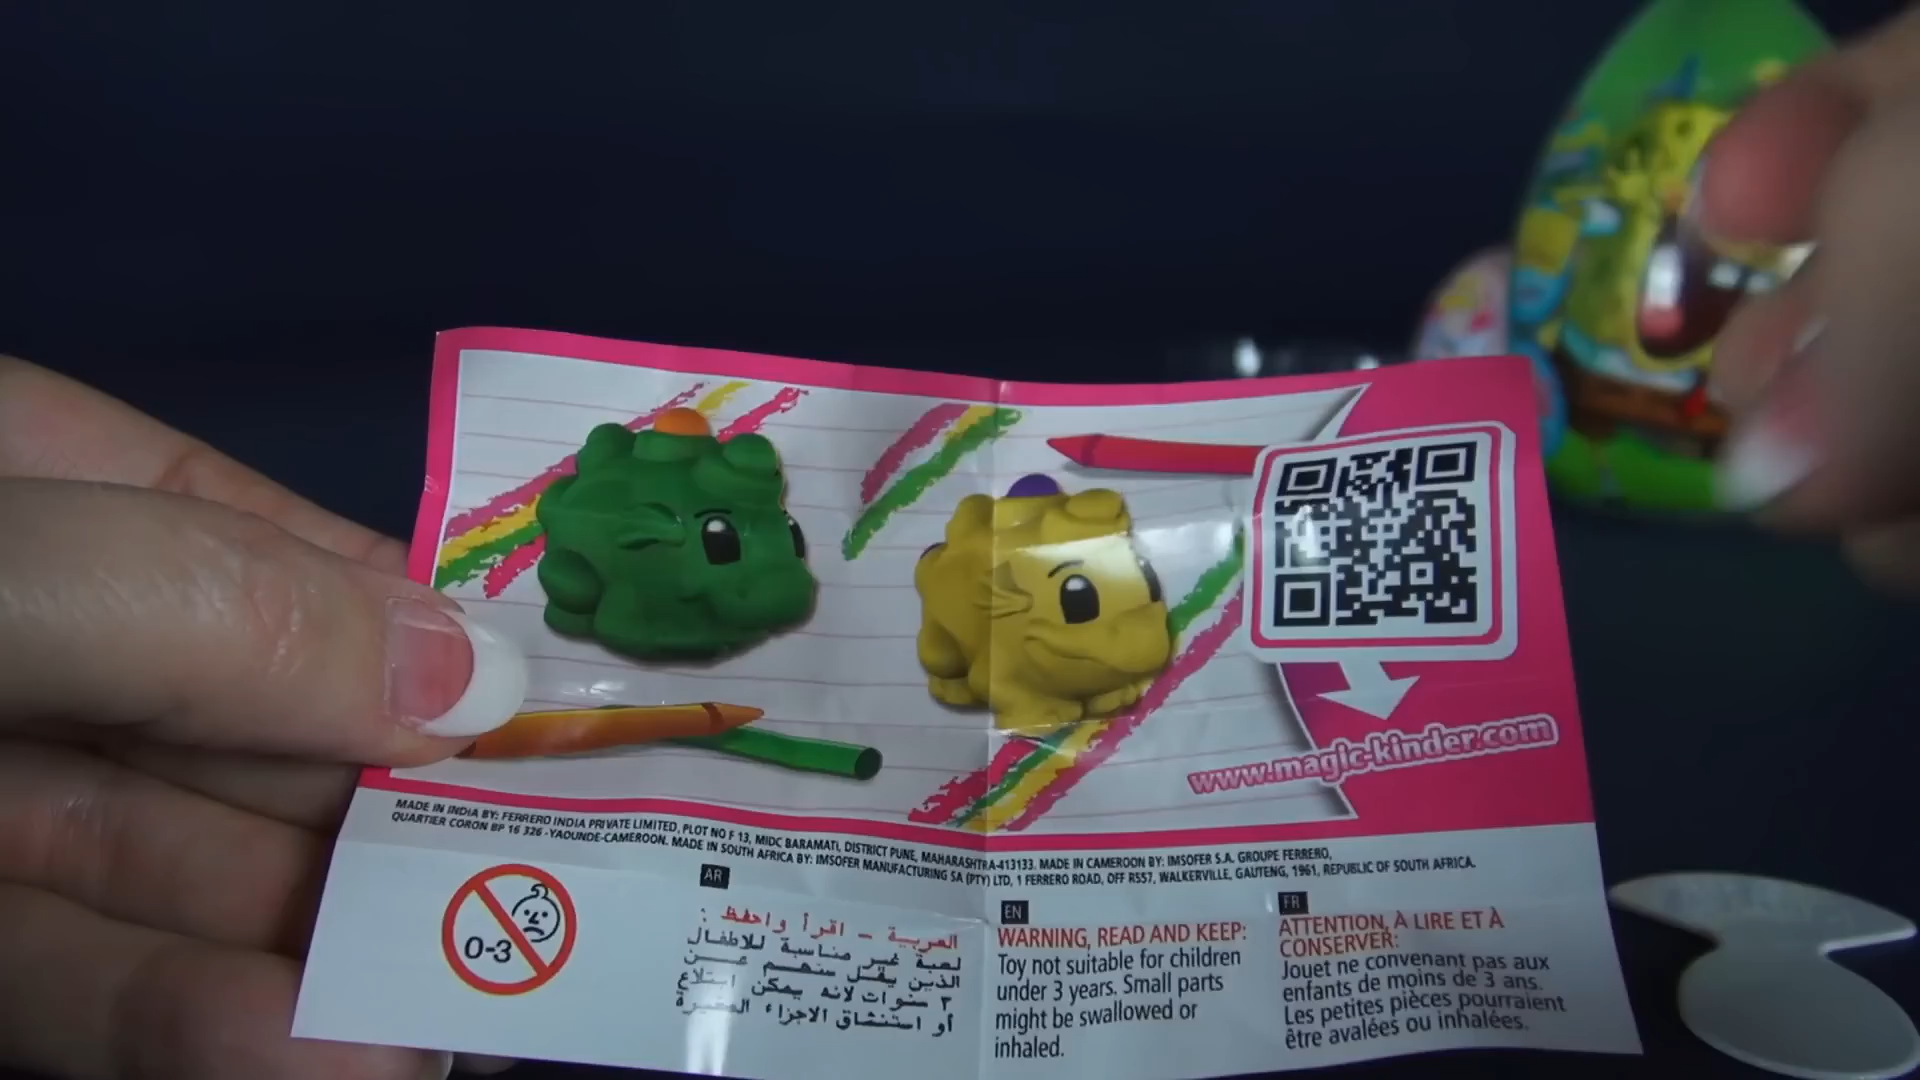 www.magic-kinder.com
MADE IN INDIA BY: FERRERO INDIA PRIVATE LIMITED, PLOT NO F 13, MIDC BARAMATI, DISTRICT PUNE, MAHARASHTRA-413133. MADE IN CAMEROON BY: IMSOFER S.A. GROUPE FERRERO,
QUARTIER CORON BP 16 326 -YAOUNDE-CAMEROON. MADE IN SOUTH AFRICA BY: IMSOFER MANUFACTURING SA (PTY) LTD, 1 FERRERO ROAD, OFF R557, WALKERVILLE, GAUTENG, 1961, REPUBLIC OF SOUTH AFRICA.
0-3
AR
العربية - اقرأ واحفظ :
لعبة غير مناسبة للاطفال
الذين يقل سنهم عن
٣ سنوات لانه يمكن ابتلاع
أو استنشاق الاجزاء الصغيرة
EN
WARNING, READ AND KEEP:
Toy not suitable for children
under 3 years. Small parts
might be swallowed or
inhaled.
FR
ATTENTION, À LIRE ET À
CONSERVER:
Jouet ne convenant pas aux
enfants de moins de 3 ans.
Les petites pièces pourraient
être avalées ou inhalées.